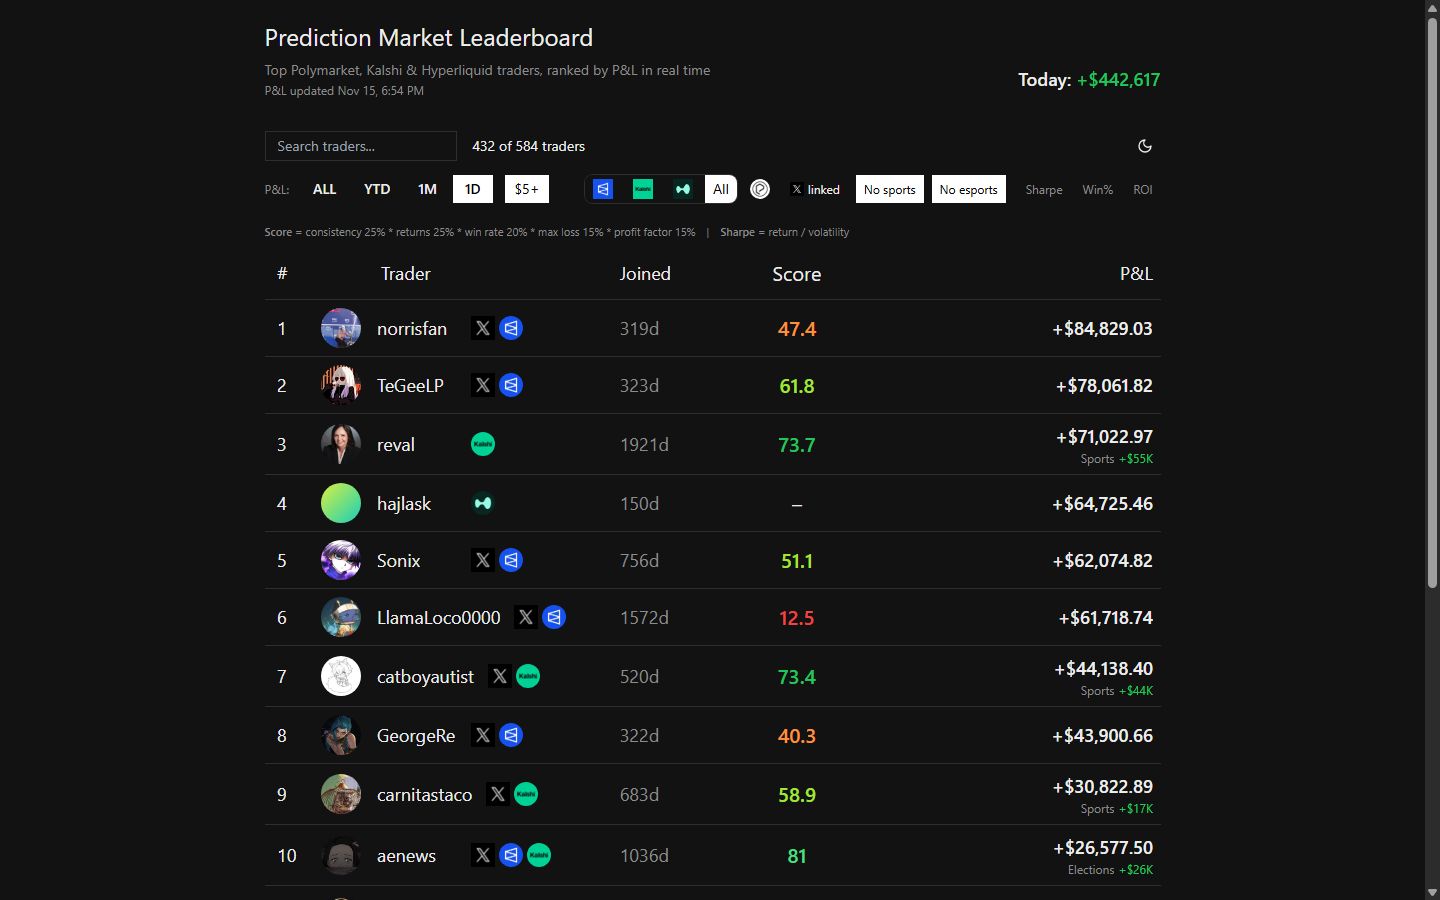 Prediction Market Leaderboard
Top Polymarket, Kalshi & Hyperliquid traders, ranked by P&L in real time
P&L updated Nov 15, 6:54 PM
Today: +$442,617
Search traders...
432 of 584 traders
P&L: ALL YTD 1M 1D $5+ Kalshi All 𝕏 linked No sports No esports Sharpe Win% ROI
Score = consistency 25% * returns 25% * win rate 20% * max loss 15% * profit factor 15% | Sharpe = return / volatility
# Trader Joined Score P&L
1 norrisfan 𝕏 319d 47.4 +$84,829.03
2 TeGeeLP 𝕏 323d 61.8 +$78,061.82
3 reval Kalshi 1921d 73.7 +$71,022.97
Sports +$55K
4 hajlask 150d – +$64,725.46
5 Sonix 𝕏 756d 51.1 +$62,074.82
6 LlamaLoco0000 𝕏 1572d 12.5 +$61,718.74
7 catboyautist 𝕏 Kalshi 520d 73.4 +$44,138.40
Sports +$44K
8 GeorgeRe 𝕏 322d 40.3 +$43,900.66
9 carnitastaco 𝕏 Kalshi 683d 58.9 +$30,822.89
Sports +$17K
10 aenews 𝕏 Kalshi 1036d 81 +$26,577.50
Elections +$26K